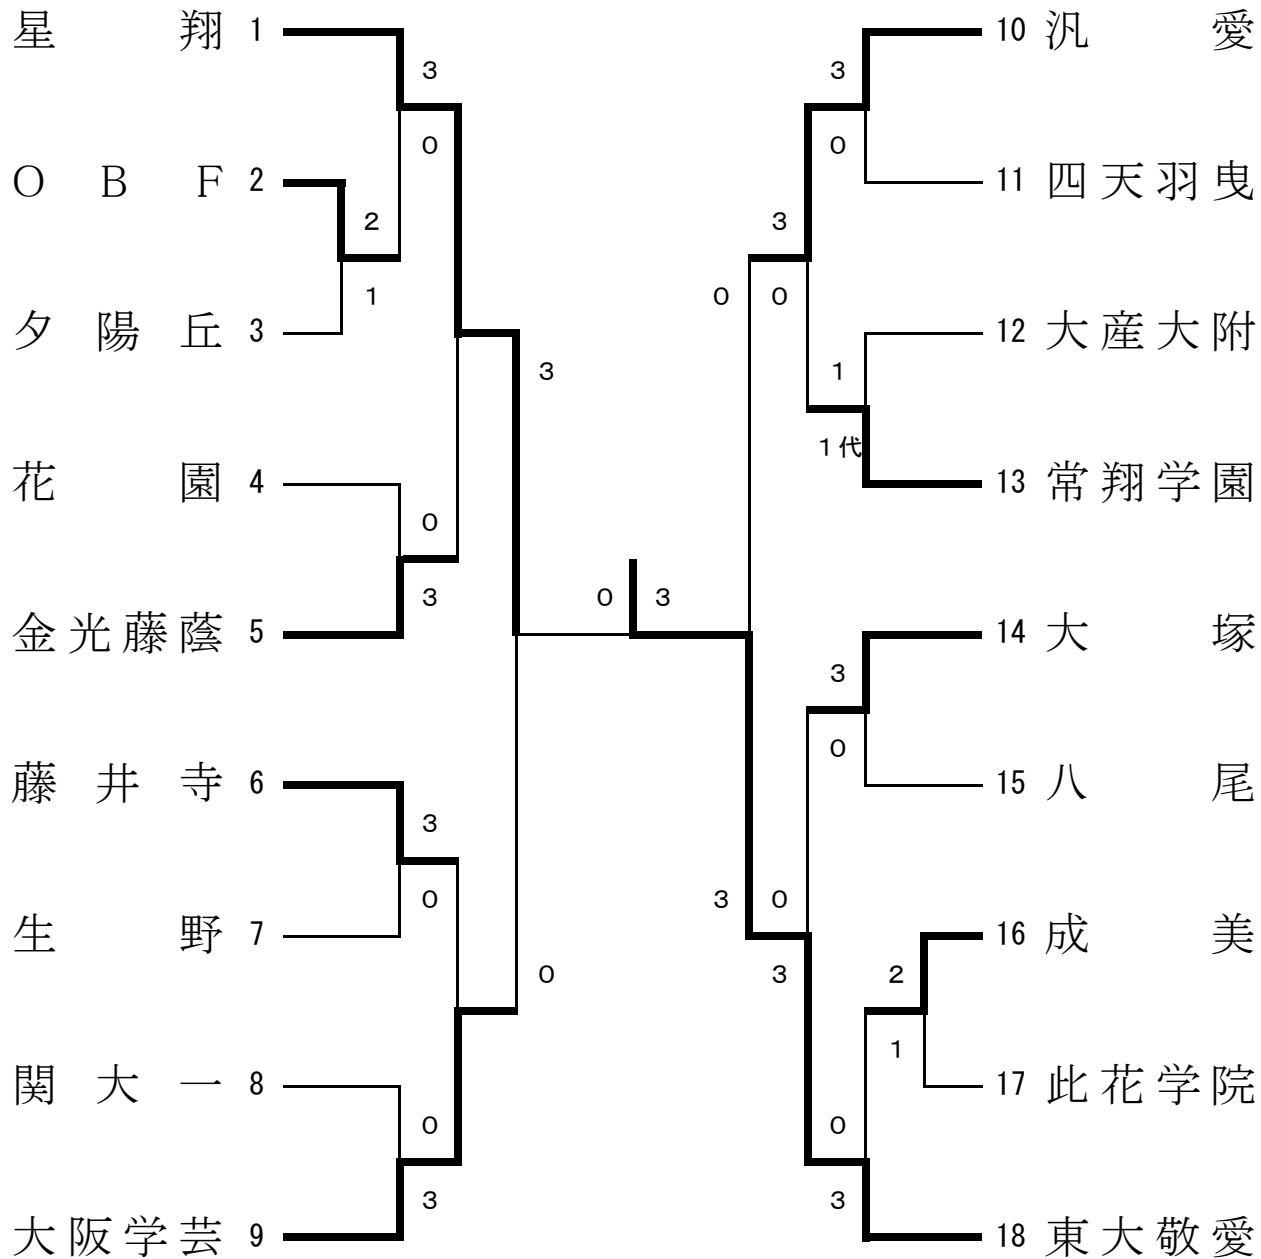 星翔 1
3
0
OBF 2
2
1
夕陽丘 3
3
花園 4
0
3
金光藤蔭 5
0 3
藤井寺 6
3
0
生野 7
0
関大一 8
0
3
大阪学芸 9
10 汎愛
3
0
11 四天羽曳
3
0 0
12 大産大附
1
1代
13 常翔学園
14 大塚
3
0
15 八尾
3 0
16 成美
3 2
1
17 此花学院
0
3
18 東大敬愛